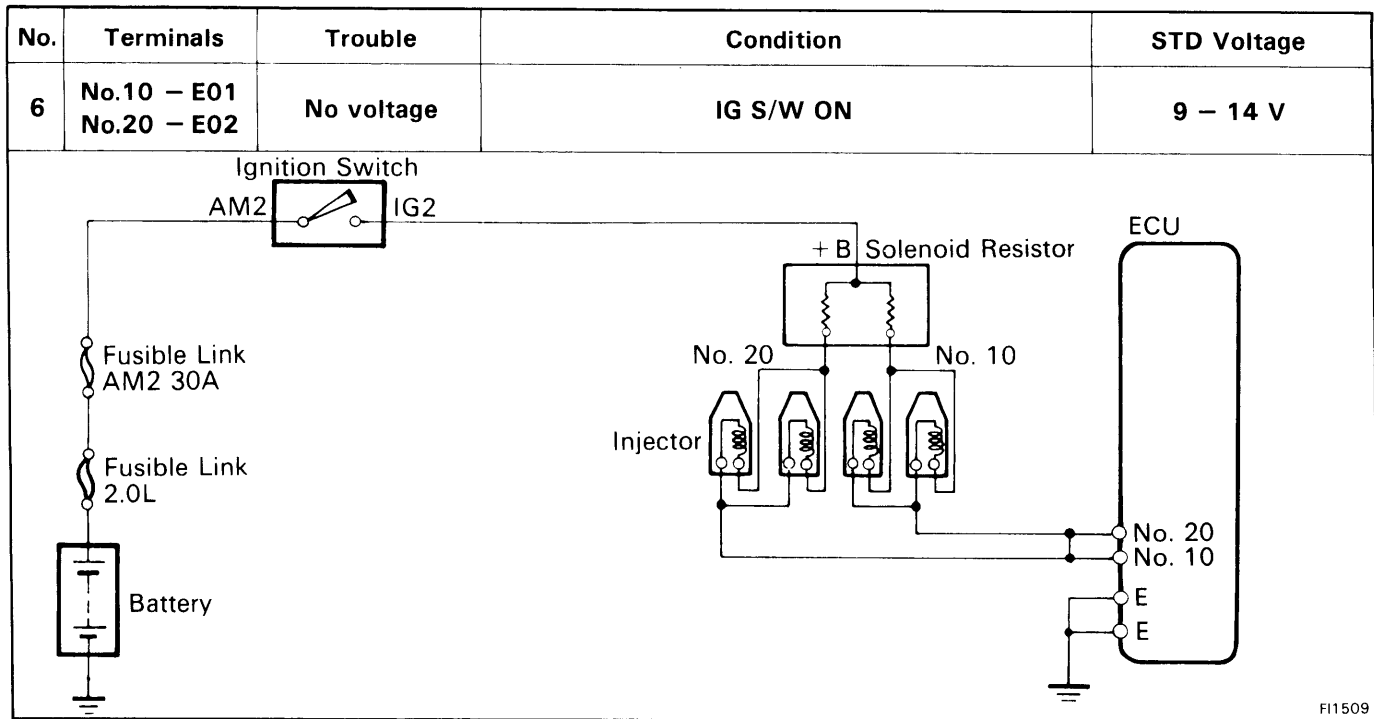 No. Terminals Trouble Condition STD Voltage
6 No.10 – E01 No voltage IG S/W ON 9 – 14 V
No.20 – E02
Ignition Switch
AM2 IG2
ECU
+ B Solenoid Resistor
Fusible Link
AM2 30A
No. 20 No. 10
Injector
Fusible Link
2.0L
No. 20
No. 10
Battery
E
E
FI1509